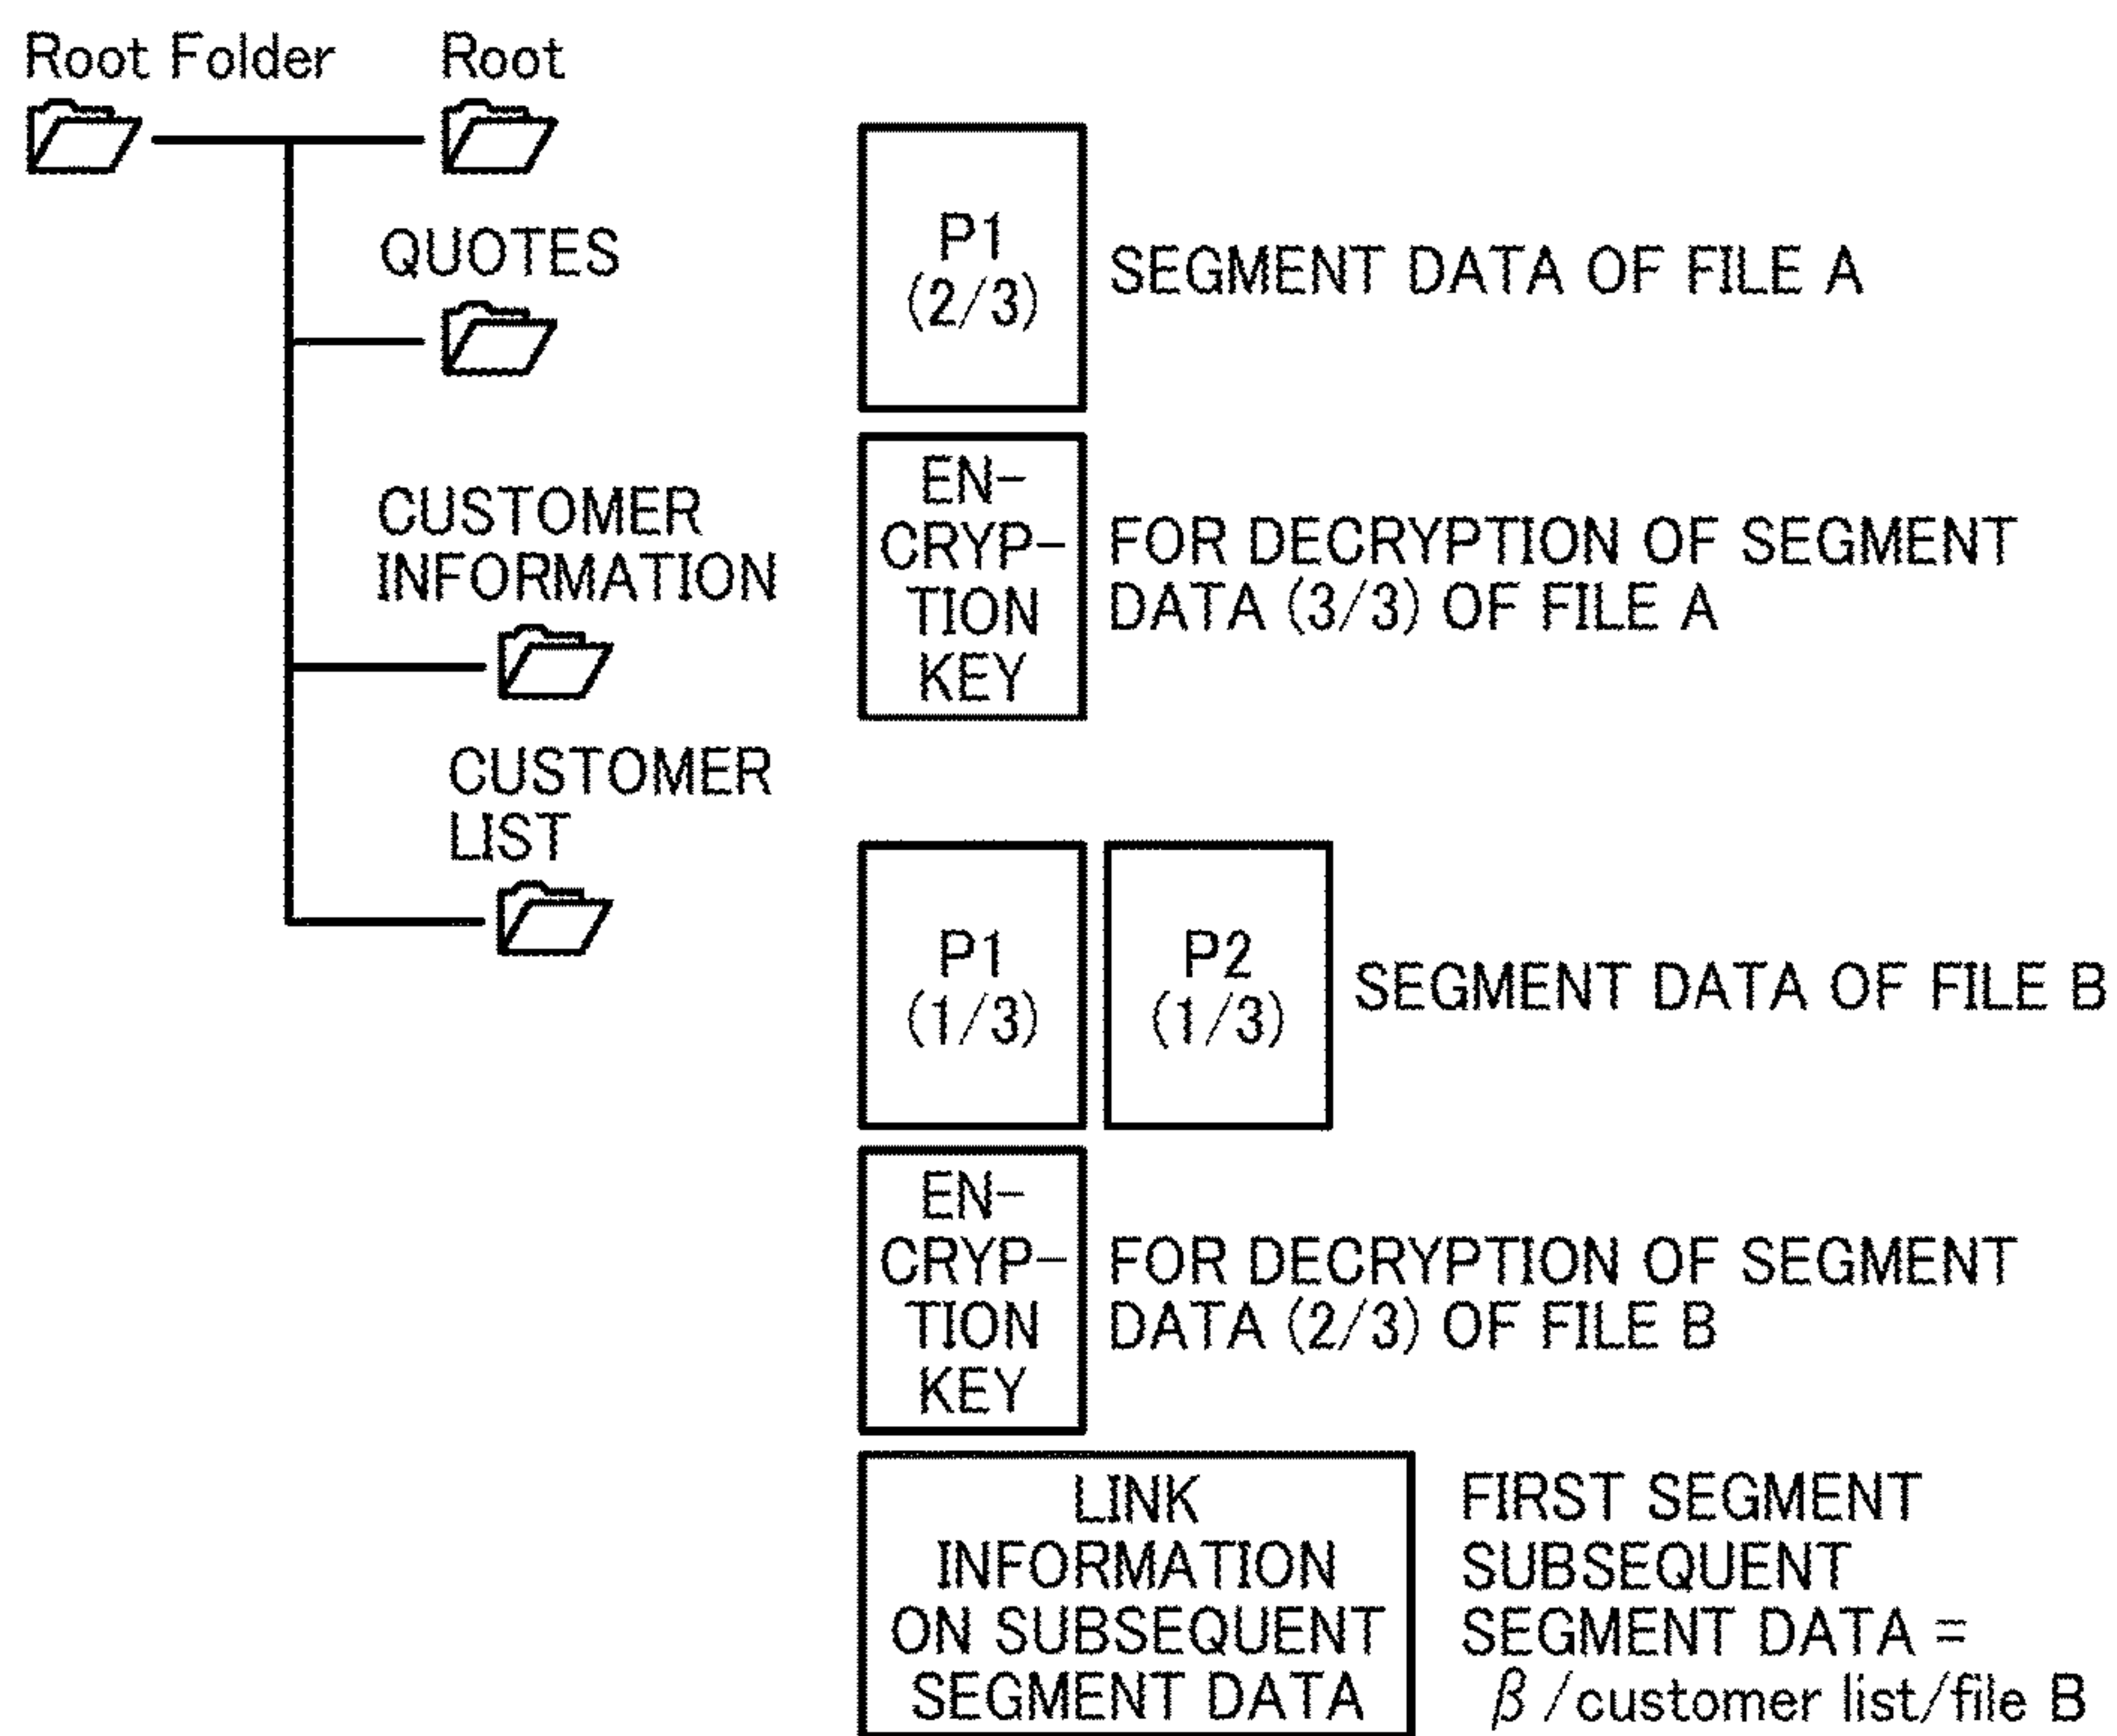 Root Folder
Root
QUOTES
P1
(2/3)
SEGMENT DATA OF FILE A
CUSTOMER
INFORMATION
EN-
CRYP-
TION
KEY
FOR DECRYPTION OF SEGMENT
DATA (3/3) OF FILE A
CUSTOMER
LIST
P1
(1/3)
P2
(1/3)
SEGMENT DATA OF FILE B
EN-
CRYP-
TION
KEY
FOR DECRYPTION OF SEGMENT
DATA (2/3) OF FILE B
LINK
INFORMATION
ON SUBSEQUENT
SEGMENT DATA
FIRST SEGMENT
SUBSEQUENT
SEGMENT DATA =
β/customer list/file B